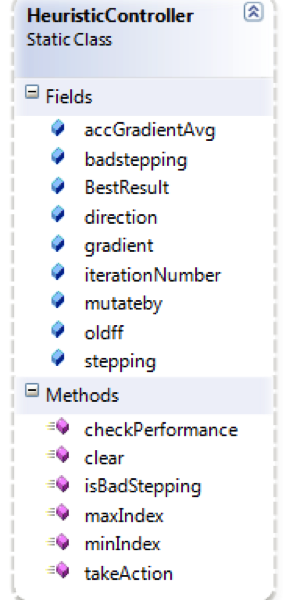 HeuristicController
Static Class
Fields
accGradientAvg
badstepping
BestResult
direction
gradient
iterationNumber
mutateby
oldff
stepping
Methods
checkPerformance
clear
isBadStepping
maxIndex
minIndex
takeAction